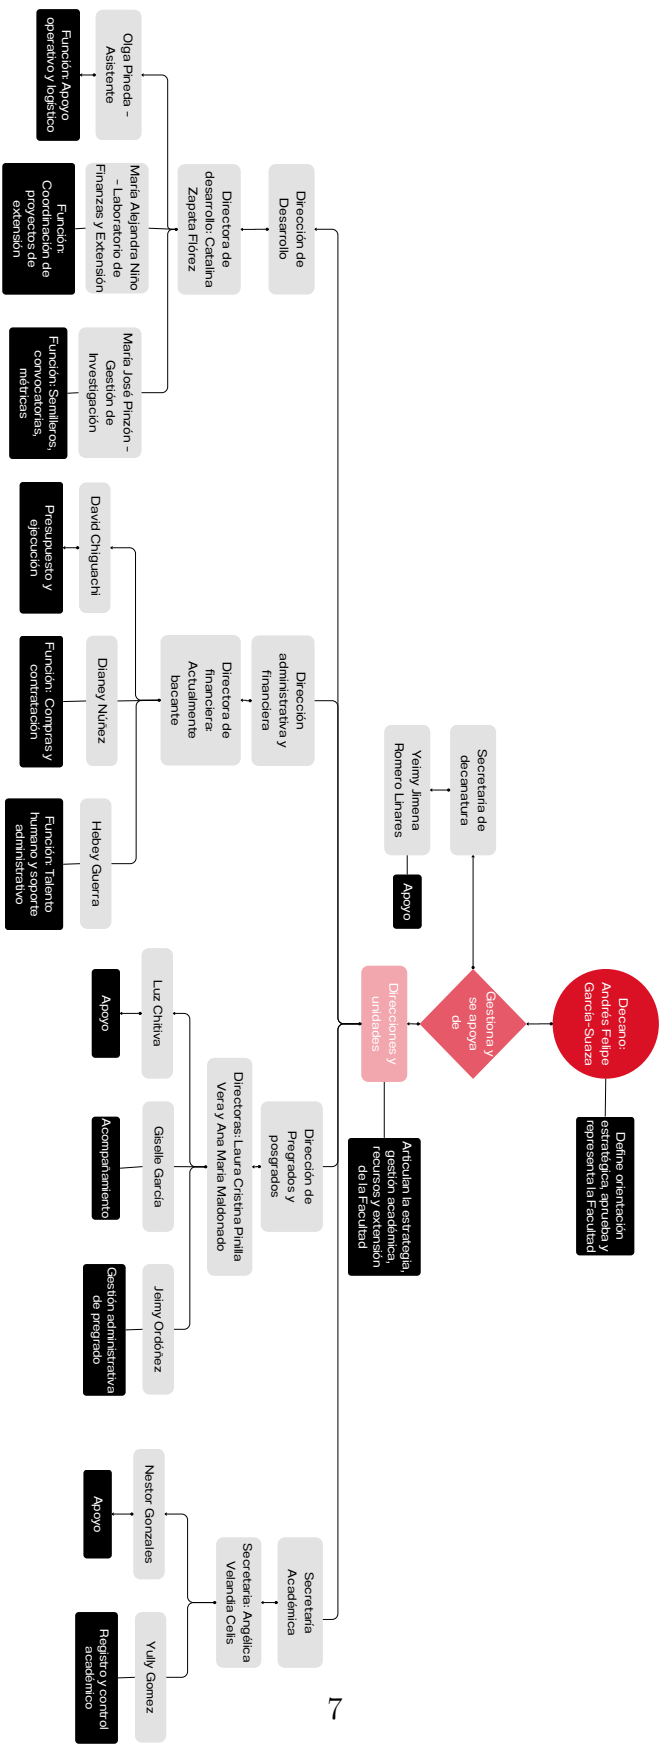 Decano:
Andrés Felipe
García-Suaza
Define orientación
estratégica, aprueba y
representa la Facultad
Gestiona y
se apoya
de
Secretaria de
decanatura
Yeimy Jimena
Romero Linares
Apoyo
Direcciones y
unidades
Articulan la estrategia,
gestión académica,
recursos y extensión
de la Facultad
Dirección de
Desarrollo
Directora de
desarrollo: Catalina
Zapata Flórez
Olga Pineda –
Asistente
Función: Apoyo
operativo y logístico
María Alejandra Niño
– Laboratorio de
Finanzas y Extensión
Función:
Coordinación de
proyectos de
extensión
María José Pinzón –
Gestión de
Investigación
Función: Semilleros,
convocatorias,
métricas
Dirección
administrativa y
financiera
Directora de
financiera:
Actualmente
bacante
David Chiguachi
Presupuesto y
ejecución
Dianey Núñez
Función: Compras y
contratación
Hebey Guerra
Función: Talento
humano y soporte
administrativo
Dirección de
Pregrados y
posgrados
Directoras: Laura Cristina Pinilla
Vera y Ana María Maldonado
Luz Chitiva
Apoyo
Giselle García
Acompañamiento
Jeimy Ordóñez
Gestión administrativa
de pregrado
Secretaría
Académica
Secretaria: Angélica
Velandia Celis
Nestor Gonzales
Apoyo
Yully Gomez
Registro y control
académico
7